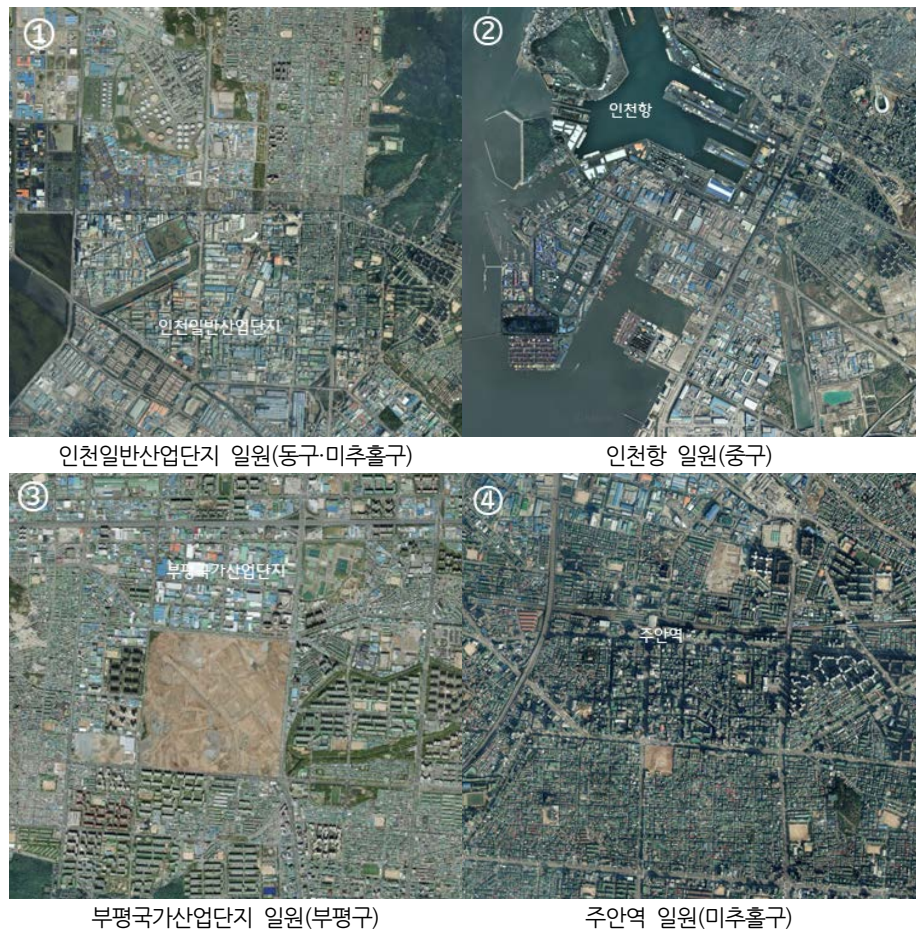 ①
인천일반산업단지
②
인천항
인천일반산업단지 일원(동구·미추홀구)
인천항 일원(중구)
③
부평국가산업단지
④
주안역
부평국가산업단지 일원(부평구)
주안역 일원(미추홀구)